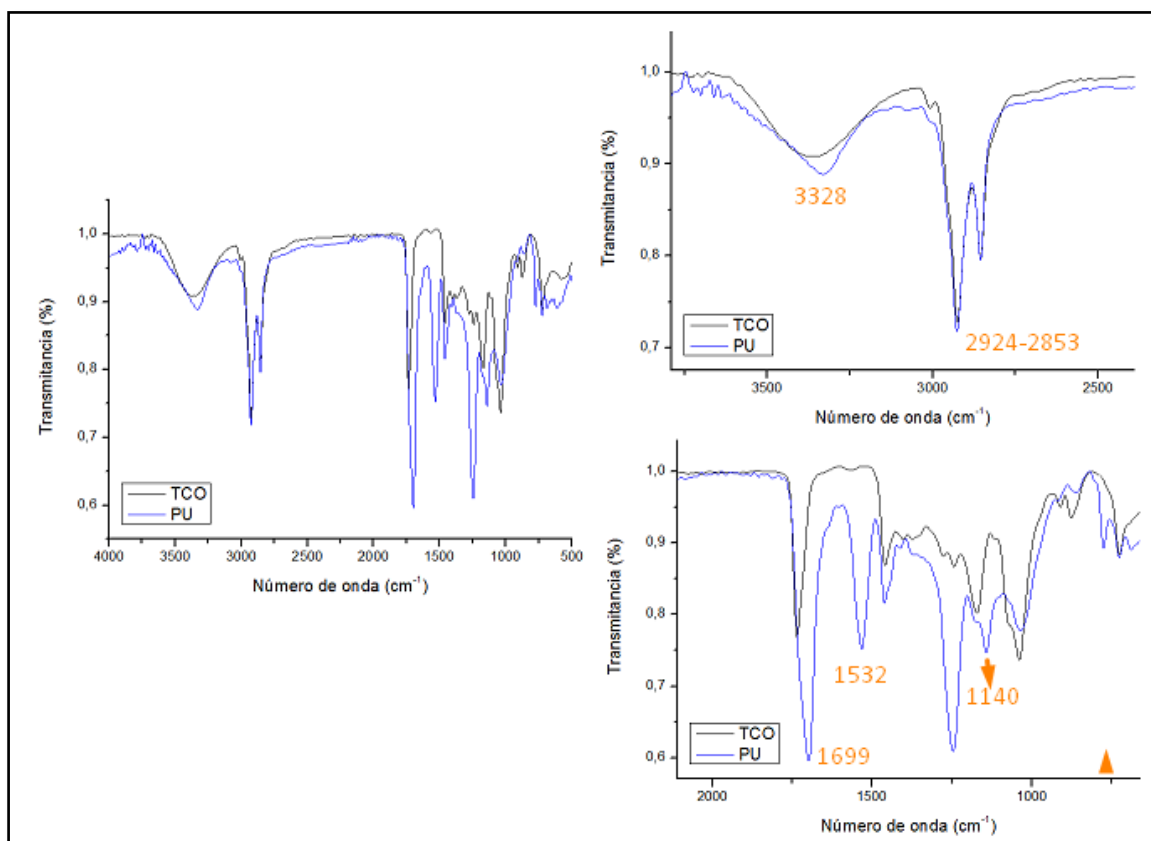 1,0
0,9
0,8
0,7
0,6
Transmitancia (%)
TCO
PU
4000 3500 3000 2500 2000 1500 1000 500
Número de onda (cm⁻¹)
1,0
0,9
0,8
0,7
Transmitancia (%)
3328
2924-2853
TCO
PU
3500 3000 2500
Número de onda (cm⁻¹)
1,0
0,9
0,8
0,7
0,6
Transmitancia (%)
1532
1140
1699
TCO
PU
2000 1500 1000
Número de onda (cm⁻¹)